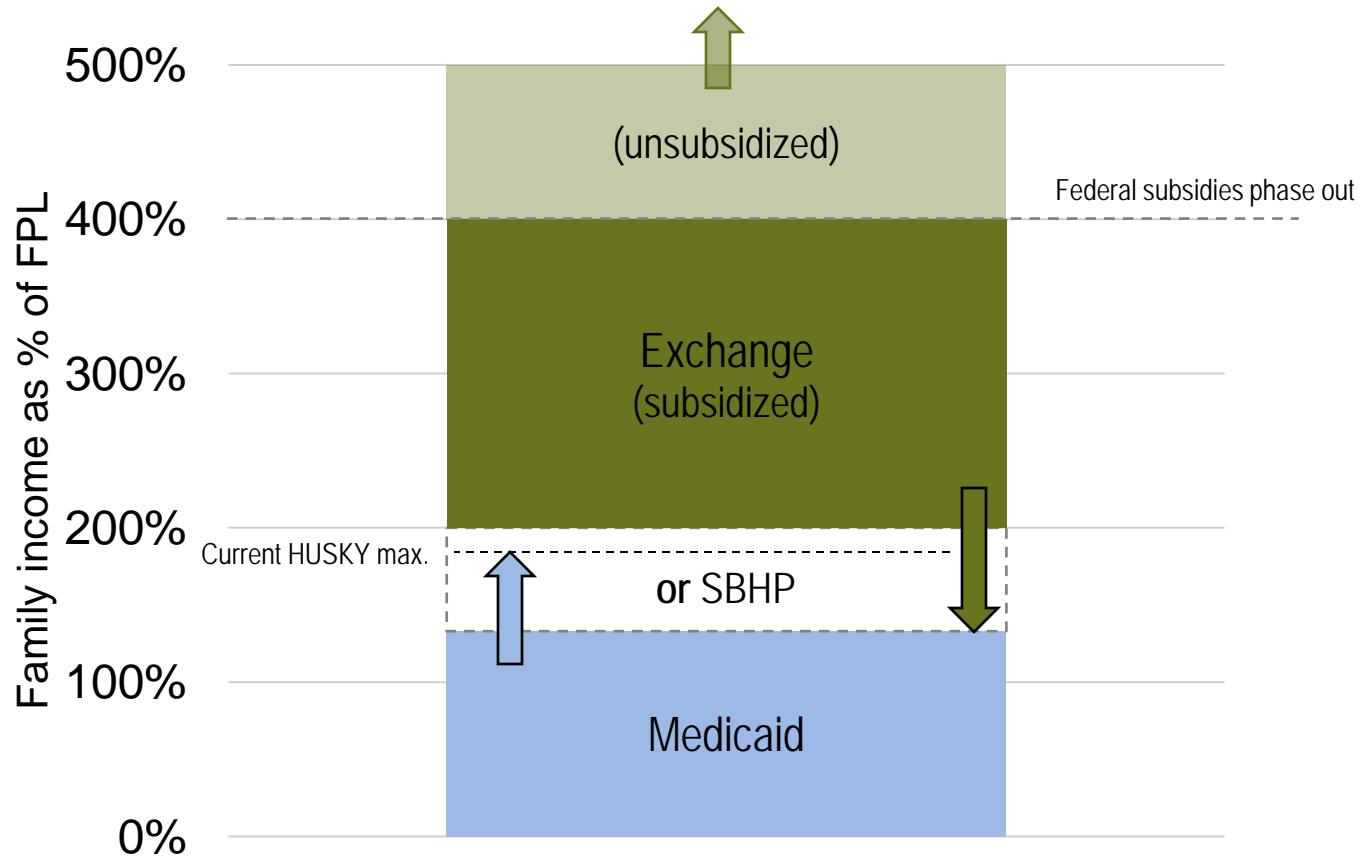 500%
(unsubsidized)
Federal subsidies phase out
400%
Family income as % of FPL
Exchange
300%
(subsidized)
200%
Current HUSKY max.
or SBHP
100%
Medicaid
0%